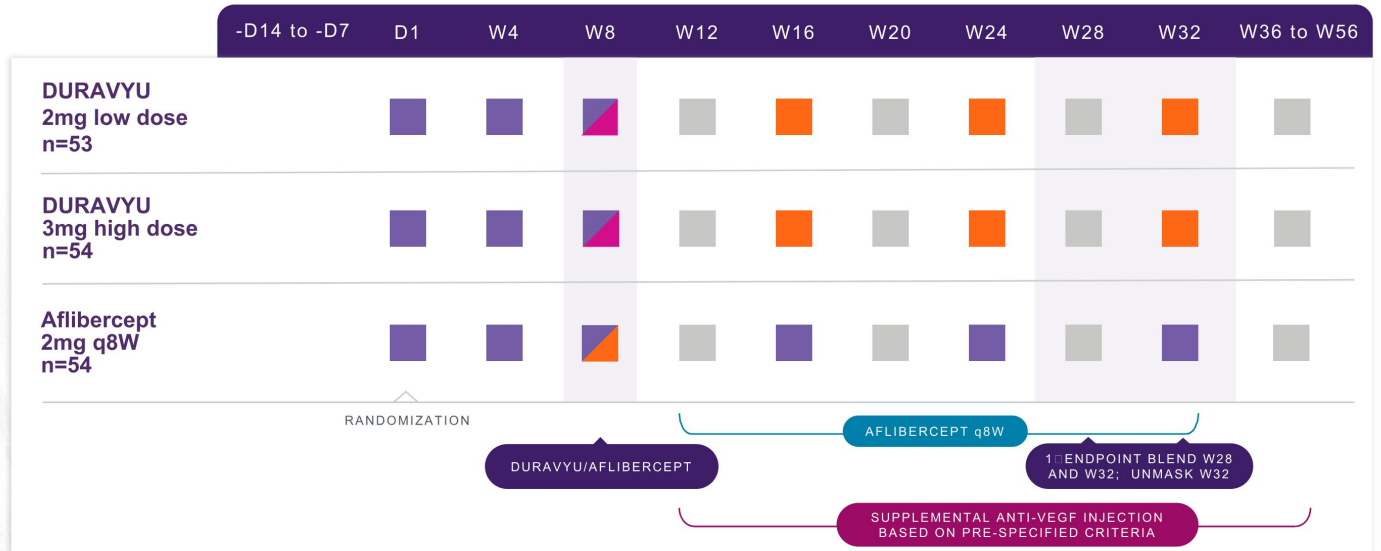 -D14 to -D7 D1 W4 W8 W12 W16 W20 W24 W28 W32 W36 to W56
DURAVYU
2mg low dose
n=53
DURAVYU
3mg high dose
n=54
Aflibercept
2mg q8W
n=54
RANDOMIZATION
AFLIBERCEPT q8W
DURAVYU/AFLIBERCEPT
1□ENDPOINT BLEND W28
AND W32; UNMASK W32
SUPPLEMENTAL ANTI-VEGF INJECTION
BASED ON PRE-SPECIFIED CRITERIA